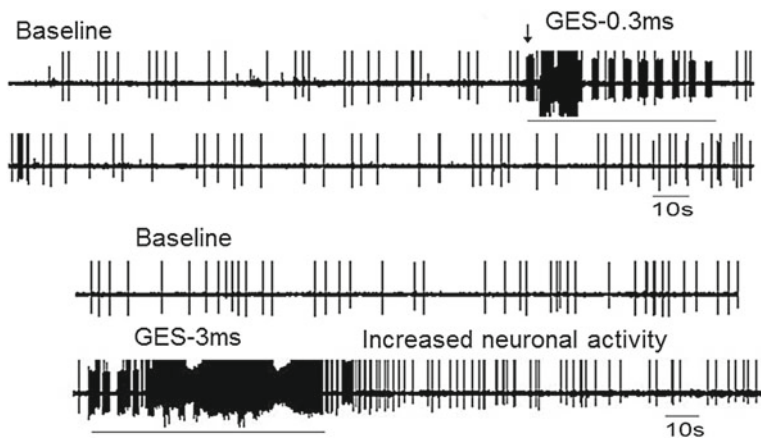 Baseline
GES-0.3ms
10s
Baseline
GES-3ms
Increased neuronal activity
10s